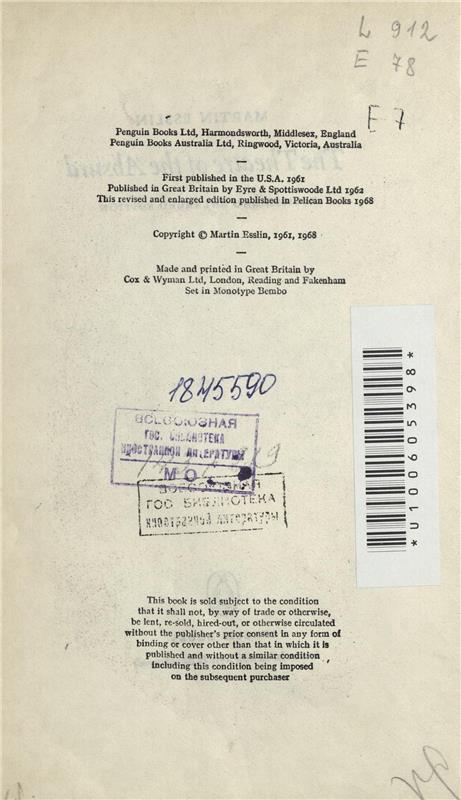 L 912
E 78
E 7
Penguin Books Ltd, Harmondsworth, Middlesex, England
Penguin Books Australia Ltd, Ringwood, Victoria, Australia
First published in the U.S.A. 1961
Published in Great Britain by Eyre & Spottiswoode Ltd 1962
This revised and enlarged edition published in Pelican Books 1968
Copyright © Martin Esslin, 1961, 1968
Made and printed in Great Britain by
Cox & Wyman Ltd, London, Reading and Fakenham
Set in Monotype Bembo
*U100605398*
1845590
ВСЕСОЮЗНАЯ
ГОС. БИБЛИОТЕКА
ИНОСТРАННОЙ ЛИТЕРАТУРЫ
МО
ВСЕСОЮЗНАЯ
ГОС БИБЛИОТЕКА
иностранной литературы
This book is sold subject to the condition
that it shall not, by way of trade or otherwise,
be lent, re-sold, hired-out, or otherwise circulated
without the publisher's prior consent in any form of
binding or cover other than that in which it is
published and without a similar condition
including this condition being imposed
on the subsequent purchaser